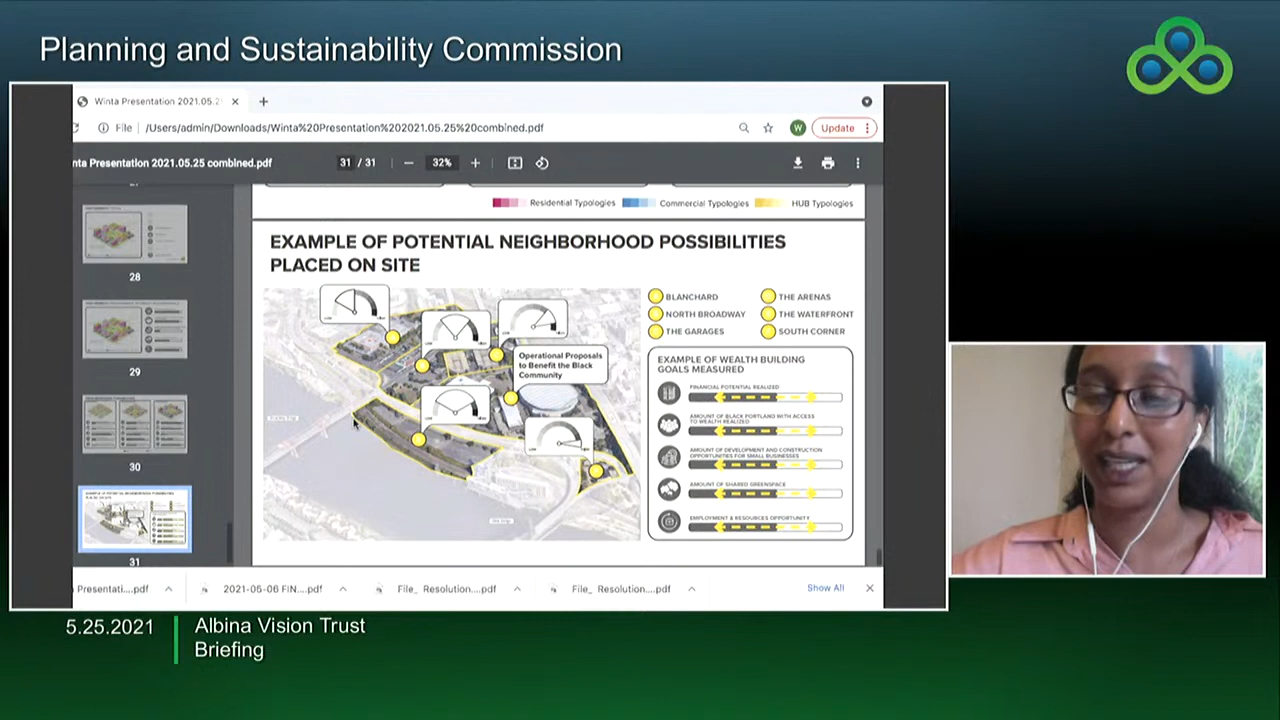 Planning and Sustainability Commission
Winta Presentation 2021.05.2
File /Users/admin/Downloads/Winta%20Presentation%202021.05.25%20combined.pdf
W
Update
nta Presentation 2021.05.25 combined.pdf
31 / 31
32%
28
29
30
31
Residential Typologies
Commercial Typologies
HUB Typologies
EXAMPLE OF POTENTIAL NEIGHBORHOOD POSSIBILITIES
PLACED ON SITE
Operational Proposals
to Benefit the Black
Community
BLANCHARD
NORTH BROADWAY
THE GARAGES
THE ARENAS
THE WATERFRONT
SOUTH CORNER
EXAMPLE OF WEALTH BUILDING
GOALS MEASURED
FINANCIAL POTENTIAL REALIZED
AMOUNT OF BLACK PORTLAND WITH ACCESS
TO WEALTH REALIZED
AMOUNT OF DEVELOPMENT AND CONSTRUCTION
OPPORTUNITIES FOR SMALL BUSINESSES
AMOUNT OF SHARED GREENSPACE
EMPLOYMENT & RESOURCES OPPORTUNITY
Presentati....pdf
2021-05-06 FIN....pdf
File_ Resolution....pdf
File_ Resolution....pdf
Show All
5.25.2021
Albina Vision Trust
Briefing